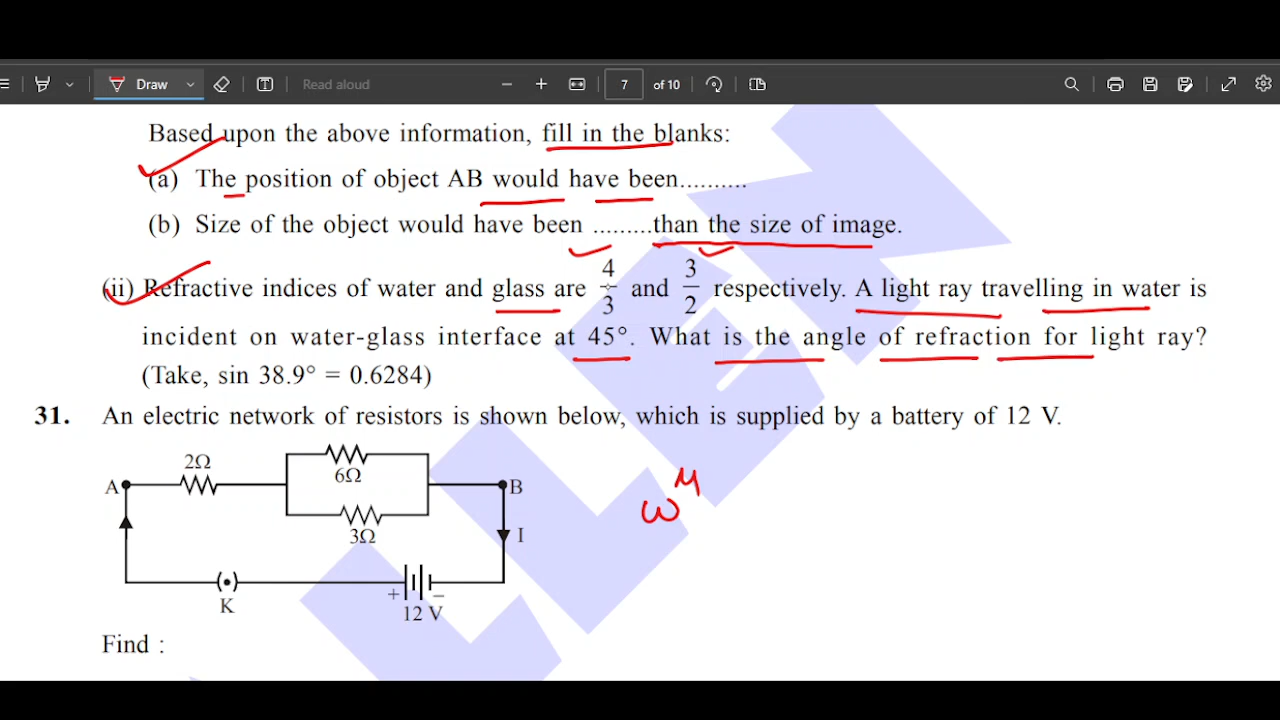 Draw
Read aloud
7 of 10
Based upon the above information, fill in the blanks:
(a) The position of object AB would have been..........
(b) Size of the object would have been .........than the size of image.
(ii) Refractive indices of water and glass are 4/3 and 3/2 respectively. A light ray travelling in water is
incident on water-glass interface at 45°. What is the angle of refraction for light ray?
(Take, sin 38.9° = 0.6284)
31. An electric network of resistors is shown below, which is supplied by a battery of 12 V.
2Ω
6Ω
A
B
3Ω
I
K
+ −
12 V
ω μ
Find :